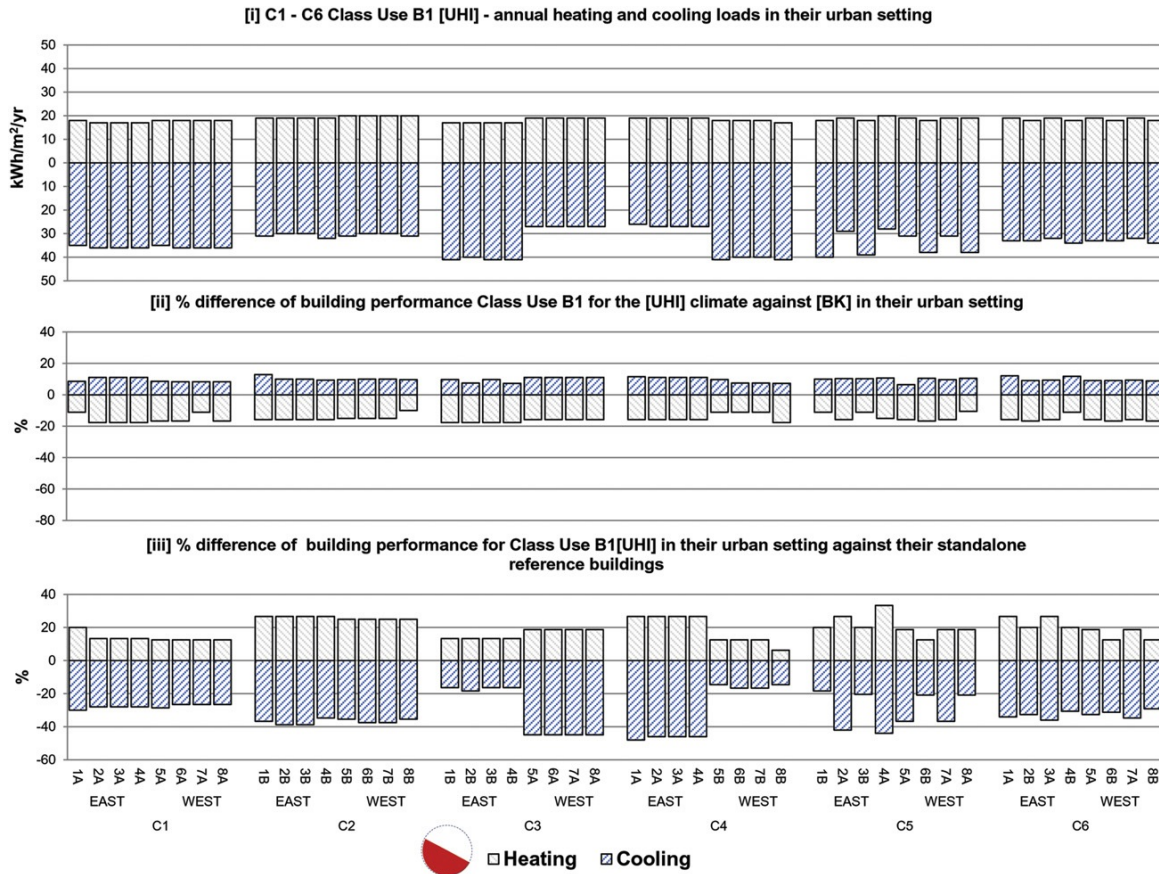 [i] C1 - C6 Class Use B1 [UHI] - annual heating and cooling loads in their urban setting
50
40
30
20
10
0
10
20
30
40
50
kWh/m²/yr
[ii] % difference of building performance Class Use B1 for the [UHI] climate against [BK] in their urban setting
40
20
0
-20
-40
-60
-80
%
[iii] % difference of building performance for Class Use B1[UHI] in their urban setting against their standalone
reference buildings
40
20
0
-20
-40
-60
%
1A 2A 3A 4A 5A 6A 7A 8A 1B 2B 3B 4B 5B 6B 7B 8B 1B 2B 3B 4B 5A 6A 7A 8A 1A 2A 3A 4A 5B 6B 7B 8B 1B 2A 3B 4A 5A 6B 7A 8A 1A 2B 3A 4B 5A 6B 7A 8B
EAST WEST EAST WEST EAST WEST EAST WEST EAST WEST EAST WEST
C1 C2 C3 C4 C5 C6
Heating Cooling